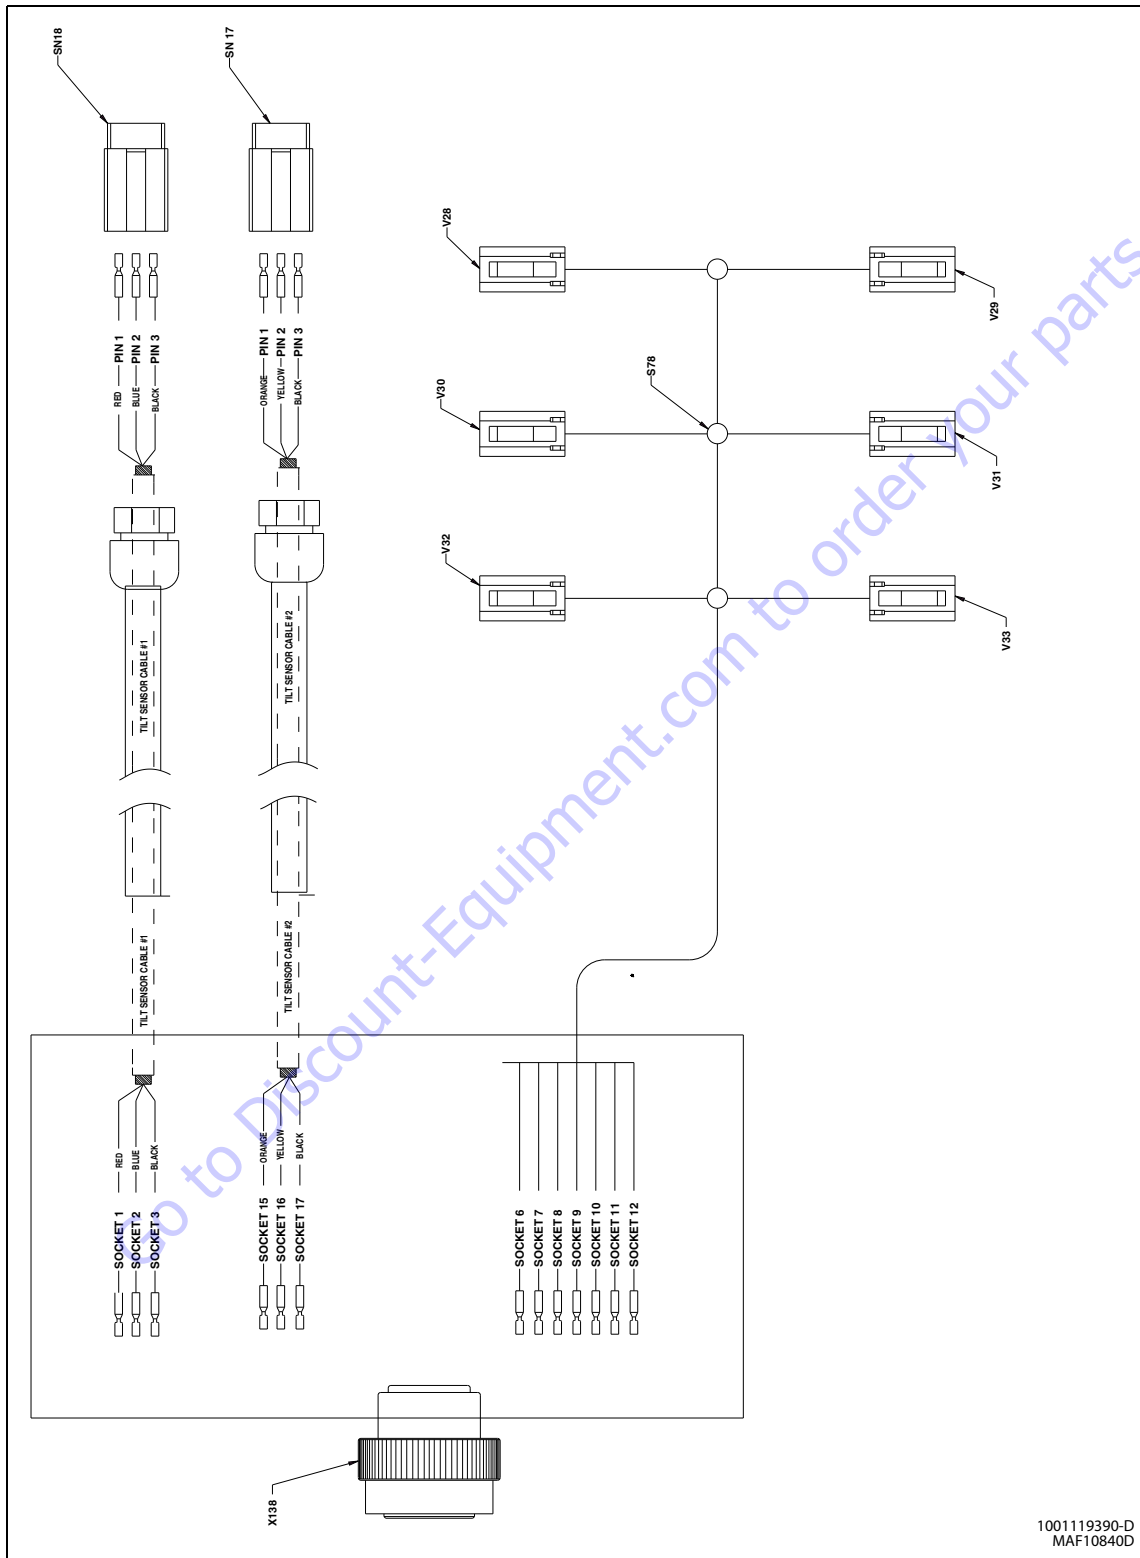 SN18
SN 17
PIN 1
PIN 2
PIN 3
RED
BLUE
BLACK
PIN 1
PIN 2
PIN 3
ORANGE
YELLOW
BLACK
V28
V29
V30
S78
V31
V32
V33
TILT SENSOR CABLE #1
TILT SENSOR CABLE #2
TILT SENSOR CABLE #1
TILT SENSOR CABLE #2
RED
BLUE
BLACK
ORANGE
YELLOW
BLACK
SOCKET 1
SOCKET 2
SOCKET 3
SOCKET 15
SOCKET 16
SOCKET 17
SOCKET 6
SOCKET 7
SOCKET 8
SOCKET 9
SOCKET 10
SOCKET 11
SOCKET 12
X138
Go to Discount-Equipment.com to order your parts
1001119390-D
MAF10840D